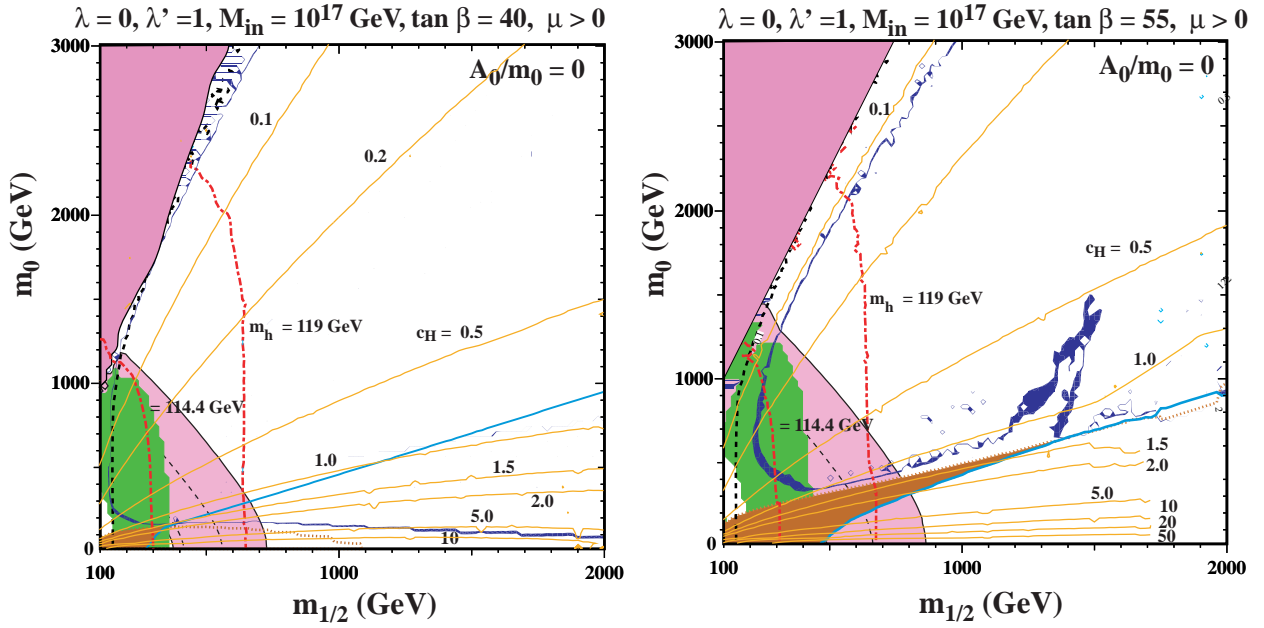 λ = 0, λ' =1, M_in = 10^17 GeV, tan β = 40, μ > 0
A_0/m_0 = 0
3000
2000
1000
0
m_0 (GeV)
0.1
0.2
m_h = 119 GeV
c_H = 0.5
= 114.4 GeV
1.0
1.5
2.0
5.0
10
100
1000
2000
m_1/2 (GeV)
λ = 0, λ' =1, M_in = 10^17 GeV, tan β = 55, μ > 0
A_0/m_0 = 0
3000
2000
1000
0
m_0 (GeV)
0.1
c_H = 0.5
m_h = 119 GeV
1.0
= 114.4 GeV
1.5
2.0
5.0
10
20
50
100
1000
2000
m_1/2 (GeV)